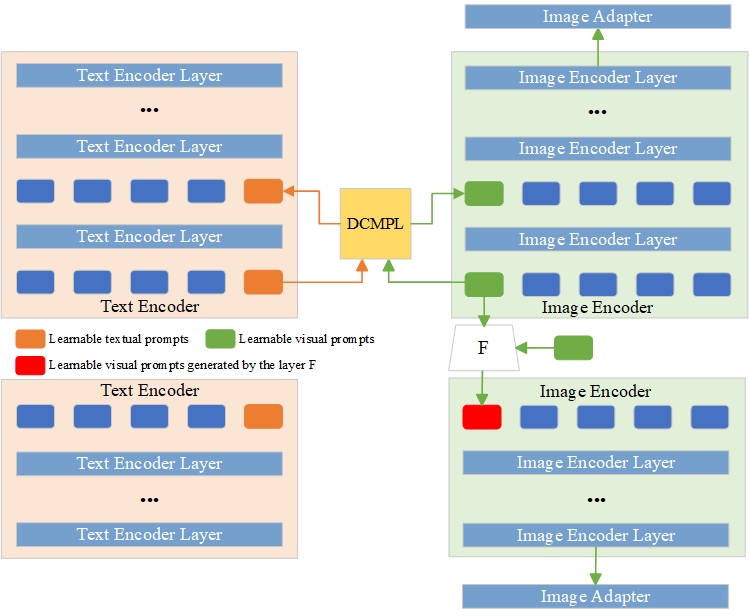 Image Adapter
Text Encoder Layer
...
Text Encoder Layer
Text Encoder Layer
Text Encoder
DCMPL
Image Encoder Layer
...
Image Encoder Layer
Image Encoder Layer
Image Encoder
Learnable textual prompts
Learnable visual prompts
Learnable visual prompts generated by the layer F
F
Text Encoder
Text Encoder Layer
...
Text Encoder Layer
Image Encoder
Image Encoder Layer
...
Image Encoder Layer
Image Adapter